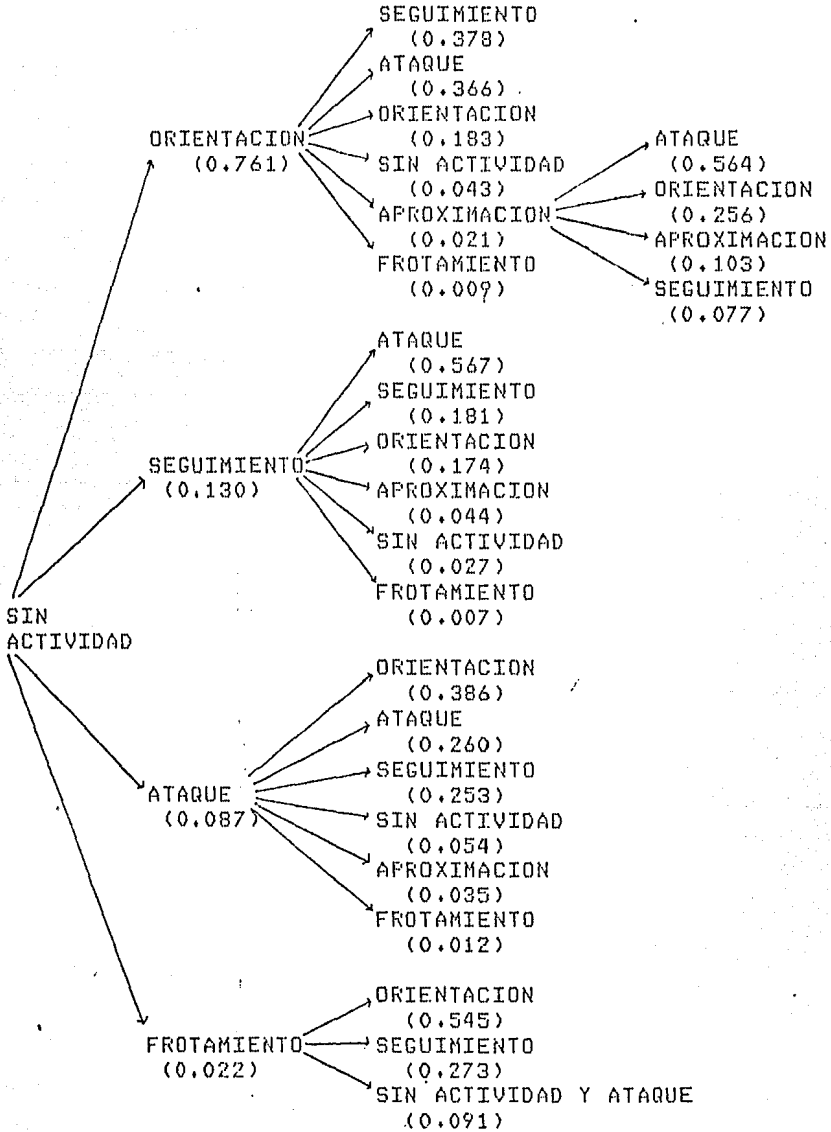 SEGUIMIENTO
(0.378)
ATAQUE
(0.366)
ORIENTACION
(0.183)
SIN ACTIVIDAD
(0.043)
APROXIMACION
(0.021)
FROTAMIENTO
(0.009)
ORIENTACION
(0.761)
ATAQUE
(0.564)
ORIENTACION
(0.256)
APROXIMACION
(0.103)
SEGUIMIENTO
(0.077)
ATAQUE
(0.567)
SEGUIMIENTO
(0.181)
ORIENTACION
(0.174)
APROXIMACION
(0.044)
SIN ACTIVIDAD
(0.027)
FROTAMIENTO
(0.007)
SEGUIMIENTO
(0.130)
SIN
ACTIVIDAD
ORIENTACION
(0.386)
ATAQUE
(0.260)
SEGUIMIENTO
(0.253)
SIN ACTIVIDAD
(0.054)
APROXIMACION
(0.035)
FROTAMIENTO
(0.012)
ATAQUE
(0.087)
ORIENTACION
(0.545)
SEGUIMIENTO
(0.273)
SIN ACTIVIDAD Y ATAQUE
(0.091)
FROTAMIENTO
(0.022)